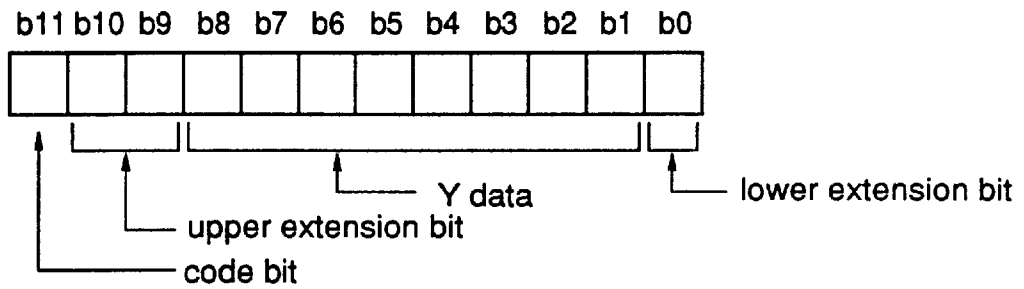 b11 b10 b9 b8 b7 b6 b5 b4 b3 b2 b1 b0
Y data
lower extension bit
upper extension bit
code bit